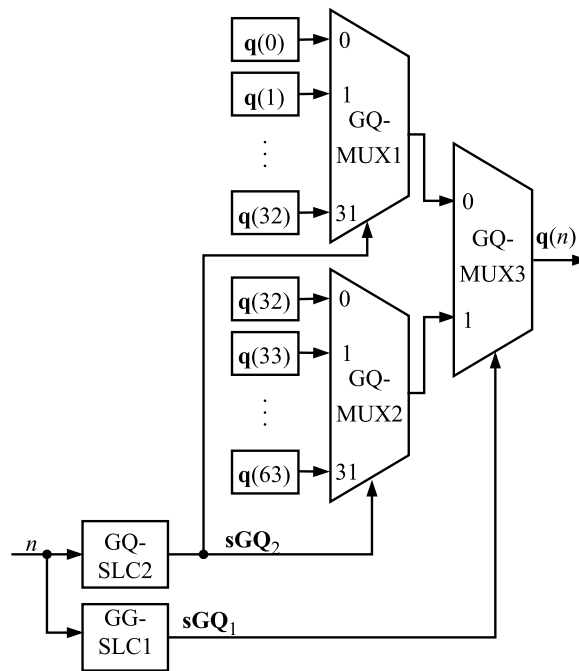 q(0)
0
q(1)
1
GQ-
MUX1
⋮
q(32)
31
0
GQ-
MUX3
q(n)
1
q(32)
0
q(33)
1
GQ-
MUX2
⋮
q(63)
31
n
GQ-
SLC2
sGQ2
GG-
SLC1
sGQ1